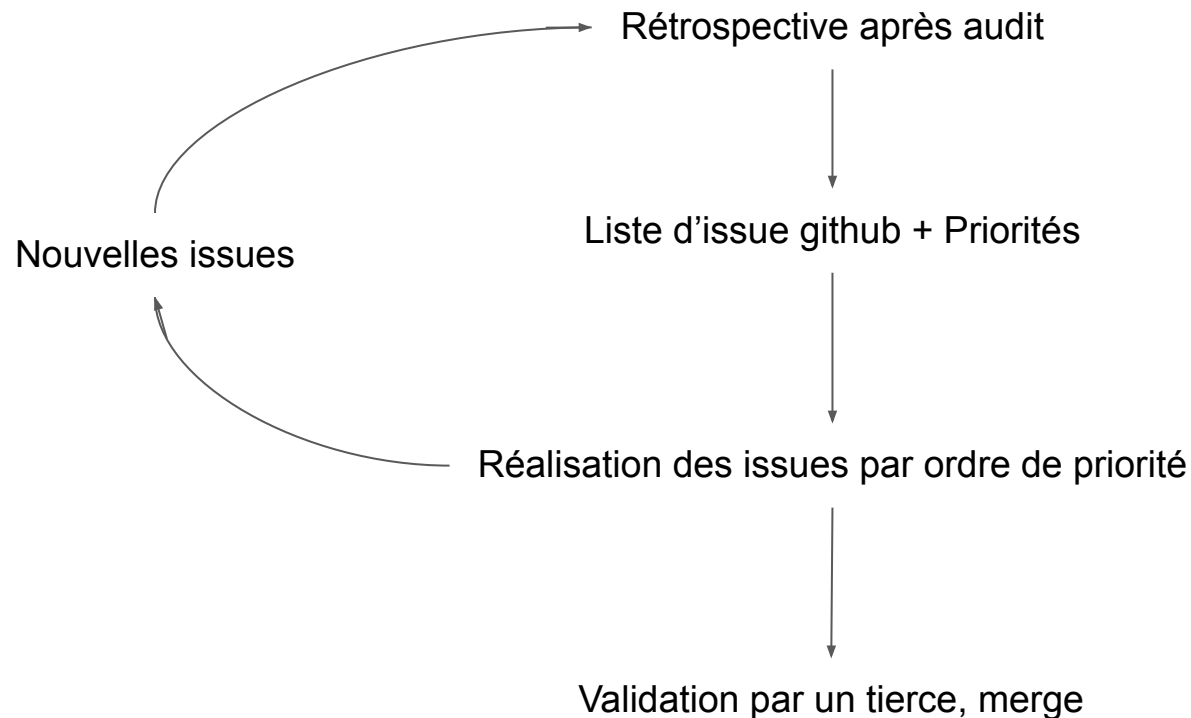 Rétrospective après audit
Liste d’issue github + Priorités
Nouvelles issues
Réalisation des issues par ordre de priorité
Validation par un tierce, merge